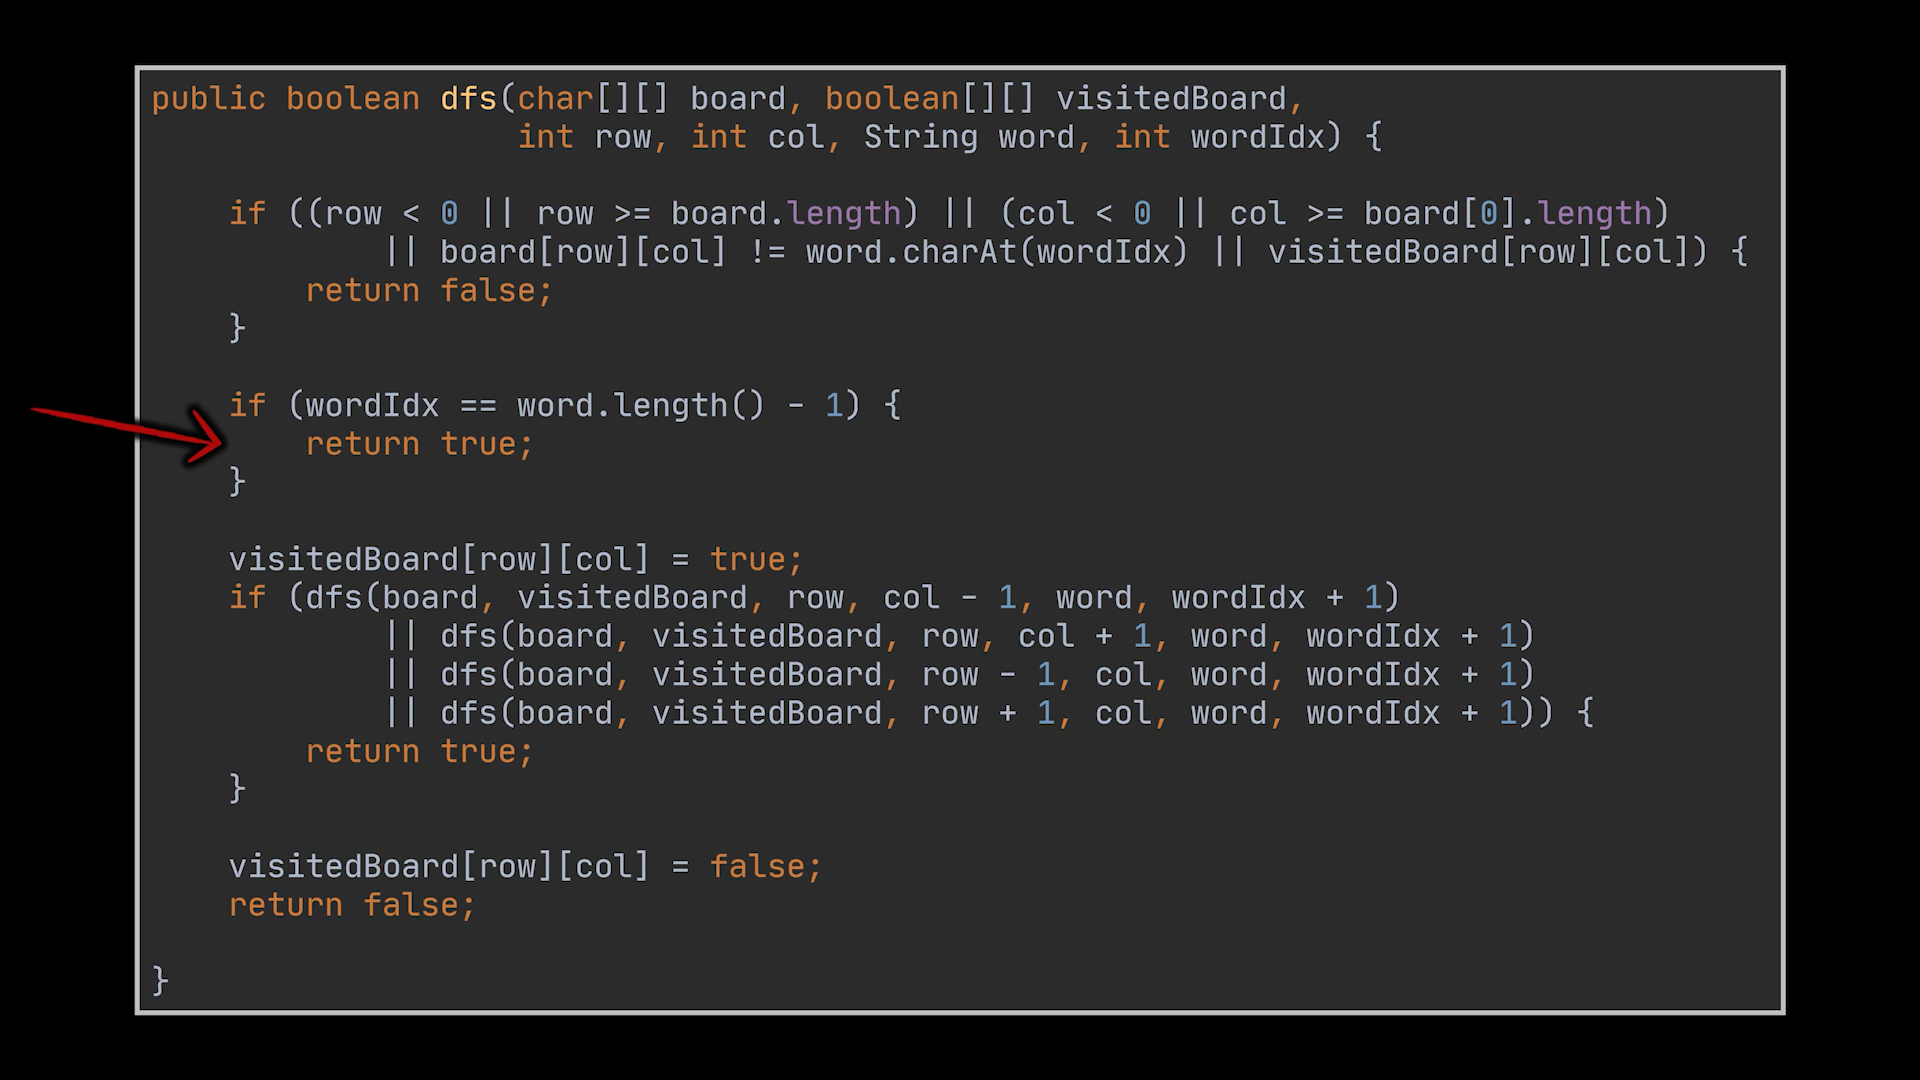 public boolean dfs(char[][] board, boolean[][] visitedBoard,
int row, int col, String word, int wordIdx) {
if ((row < 0 || row >= board.length) || (col < 0 || col >= board[0].length)
|| board[row][col] != word.charAt(wordIdx) || visitedBoard[row][col]) {
return false;
}
if (wordIdx == word.length() - 1) {
return true;
}
visitedBoard[row][col] = true;
if (dfs(board, visitedBoard, row, col - 1, word, wordIdx + 1)
|| dfs(board, visitedBoard, row, col + 1, word, wordIdx + 1)
|| dfs(board, visitedBoard, row - 1, col, word, wordIdx + 1)
|| dfs(board, visitedBoard, row + 1, col, word, wordIdx + 1)) {
return true;
}
visitedBoard[row][col] = false;
return false;
}